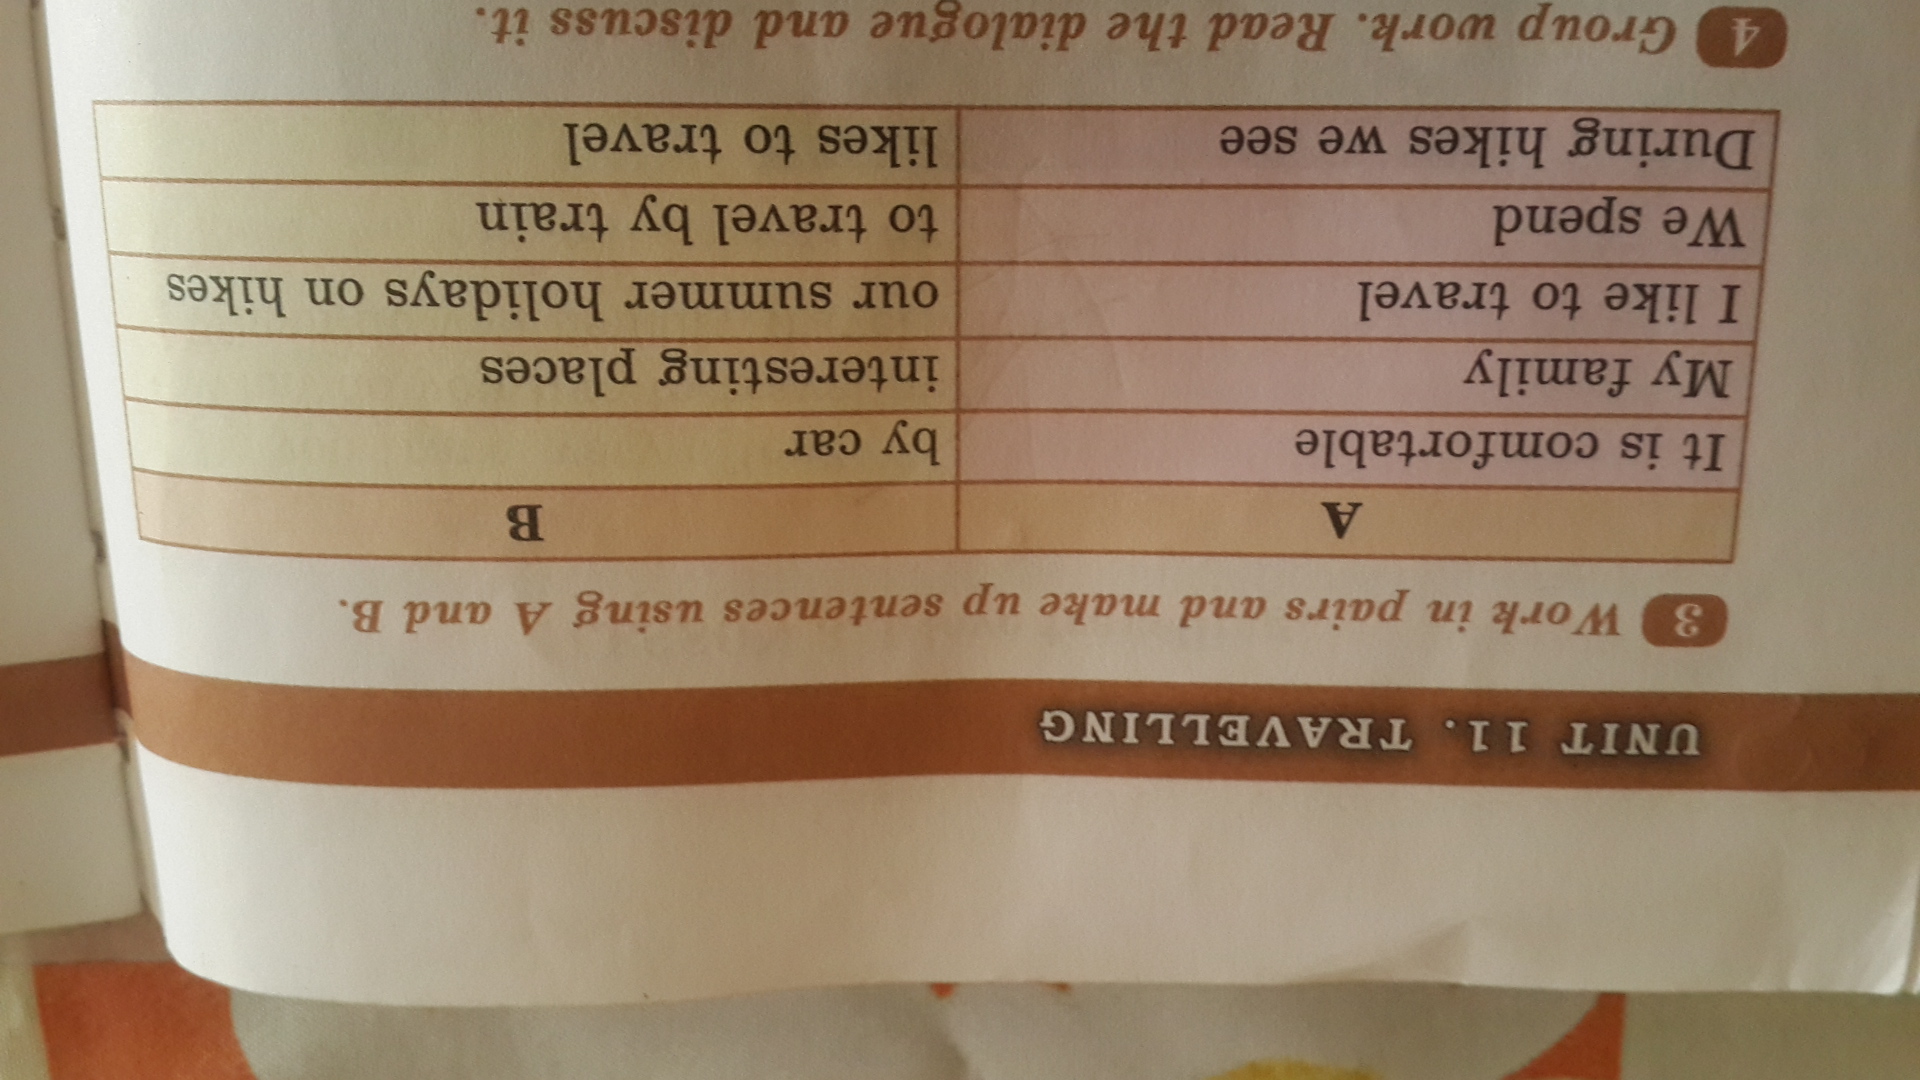 UNIT 11. TRAVELLING
3 Work in pairs and make up sentences using A and B.
A B
It is comfortable by car
My family interesting places
I like to travel our summer holidays on hikes
We spend to travel by train
During hikes we see likes to travel
4 Group work. Read the dialogue and discuss it.